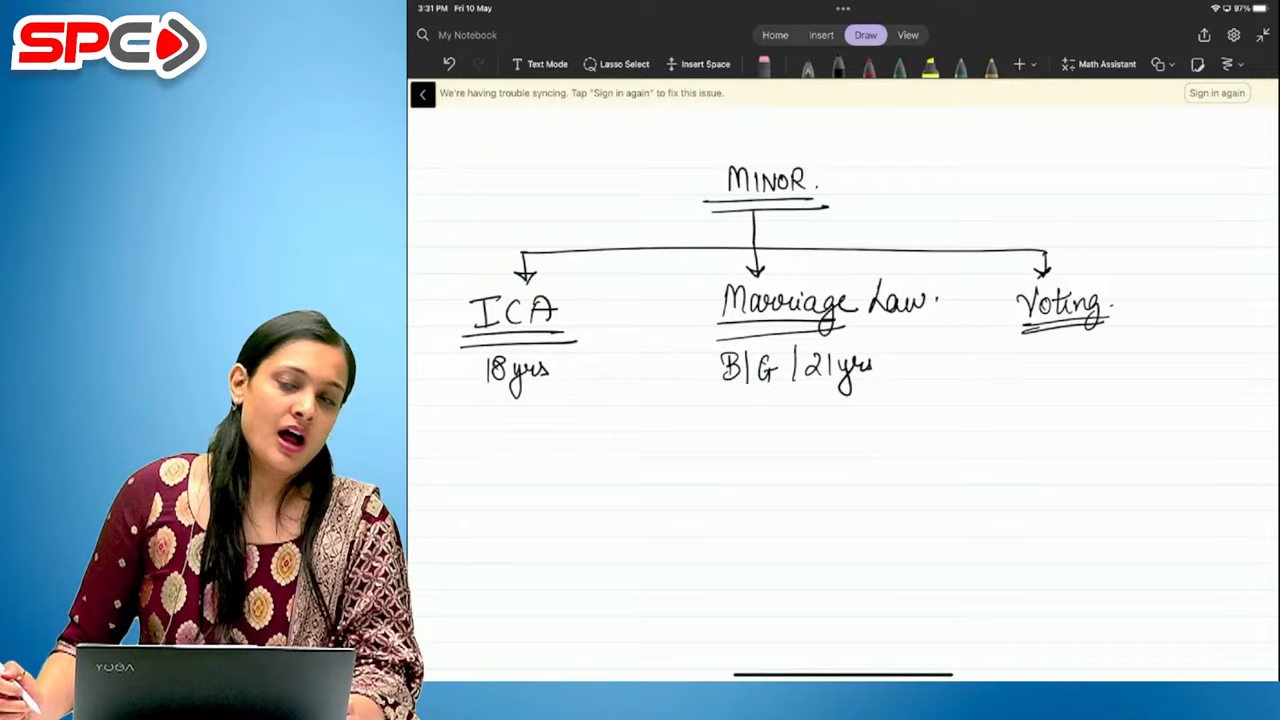 SPC
3:31 PM Fri 10 May
97%
My Notebook
Home Insert Draw View
Text Mode Lasso Select Insert Space Math Assistant
We're having trouble syncing. Tap "Sign in again" to fix this issue.
Sign in again
MINOR.
ICA Marriage Law. Voting.
18 yrs B|G |21 yrs
YOGA